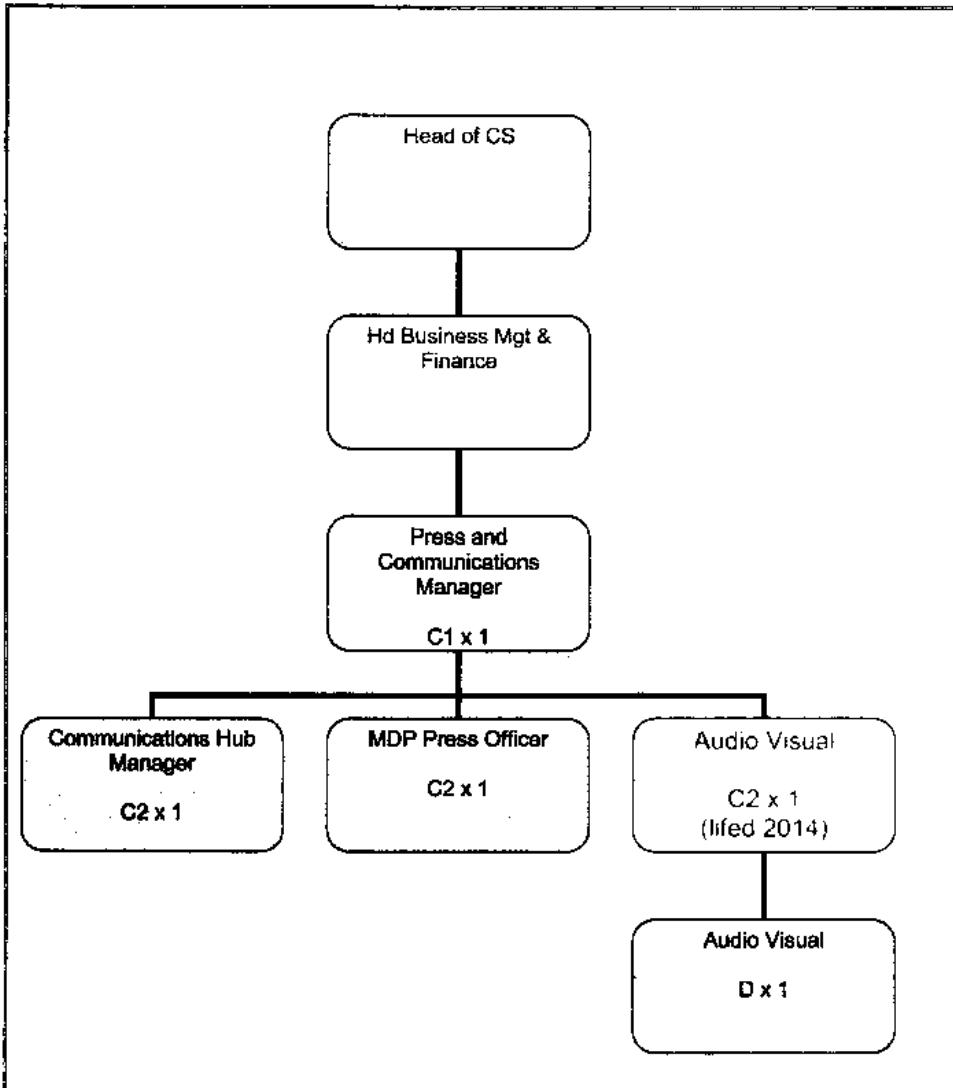 Head of CS
Hd Business Mgt &
Finance
Press and
Communications
Manager
C1 x 1
Communications Hub
Manager
C2 x 1
MDP Press Officer
C2 x 1
Audio Visual
C2 x 1
(lifed 2014)
Audio Visual
D x 1